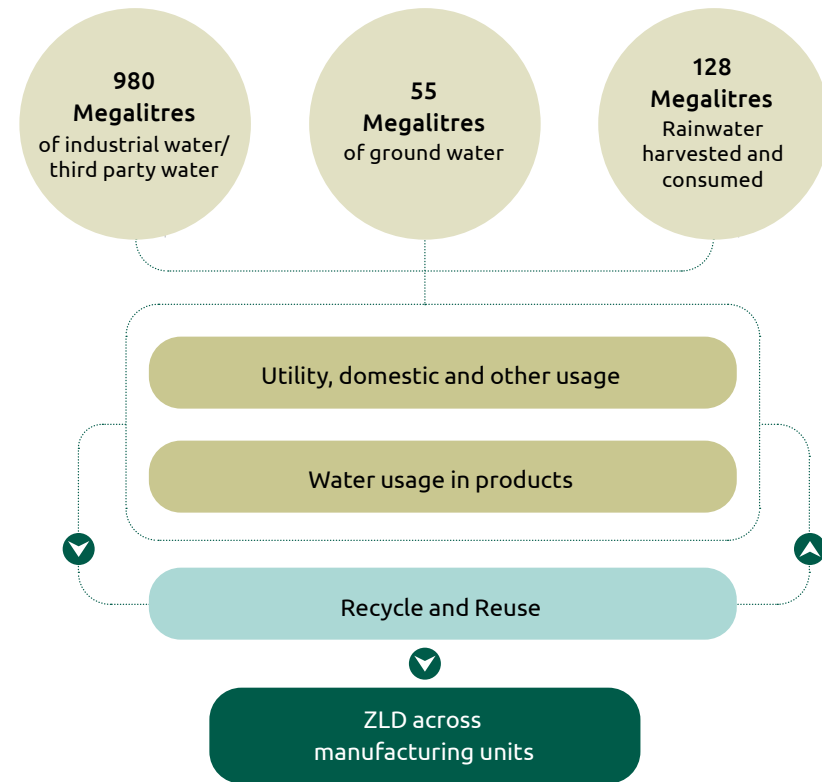 980
Megalitres
of industrial water/
third party water
55
Megalitres
of ground water
128
Megalitres
Rainwater
harvested and
consumed
Utility, domestic and other usage
Water usage in products
Recycle and Reuse
ZLD across
manufacturing units